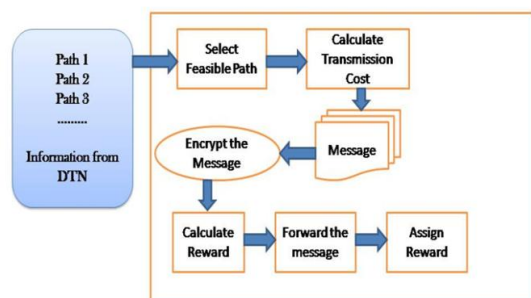 Path 1
Path 2
Path 3
.........
Information from
DTN
Select
Feasible Path
Calculate
Transmission
Cost
Message
Encrypt the
Message
Calculate
Reward
Forward the
message
Assign
Reward